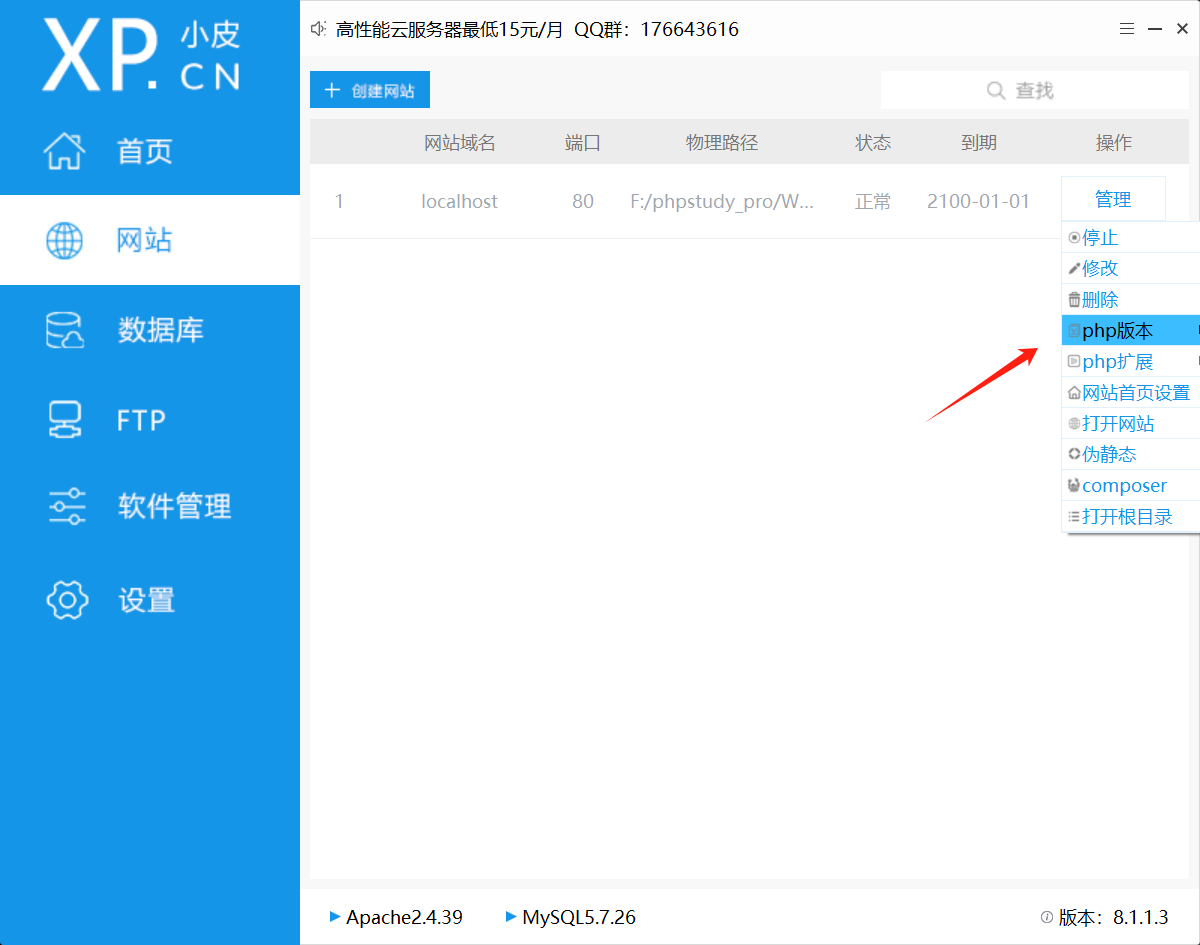 XP.CN 小皮
高性能云服务器最低15元/月 QQ群：176643616
首页
网站
数据库
FTP
软件管理
设置
创建网站
查找
网站域名 端口 物理路径 状态 到期 操作
1 localhost 80 F:/phpstudy_pro/W... 正常 2100-01-01 管理
停止
修改
删除
php版本
php扩展
网站首页设置
打开网站
伪静态
composer
打开根目录
Apache2.4.39 MySQL5.7.26 版本：8.1.1.3